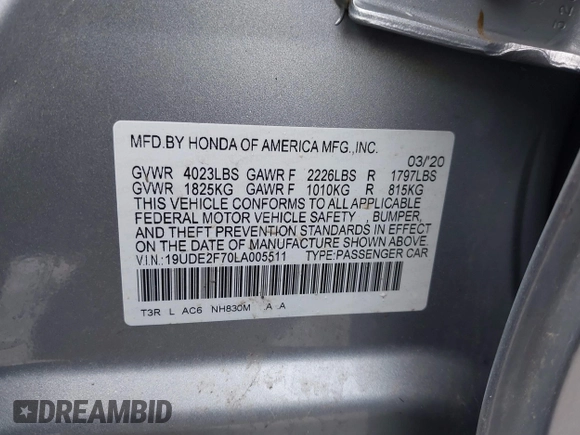 MFD.BY HONDA OF AMERICA MFG.,INC.
03/'20
GVWR 4023LBS GAWR F 2226LBS R 1797LBS
GVWR 1825KG GAWR F 1010KG R 815KG
THIS VEHICLE CONFORMS TO ALL APPLICABLE
FEDERAL MOTOR VEHICLE SAFETY , BUMPER,
AND THEFT PREVENTION STANDARDS IN EFFECT
ON THE DATE OF MANUFACTURE SHOWN ABOVE.
V.I.N.:19UDE2F70LA005511 TYPE:PASSENGER CAR
T3R L AC6 NH830M A A
DREAMBID